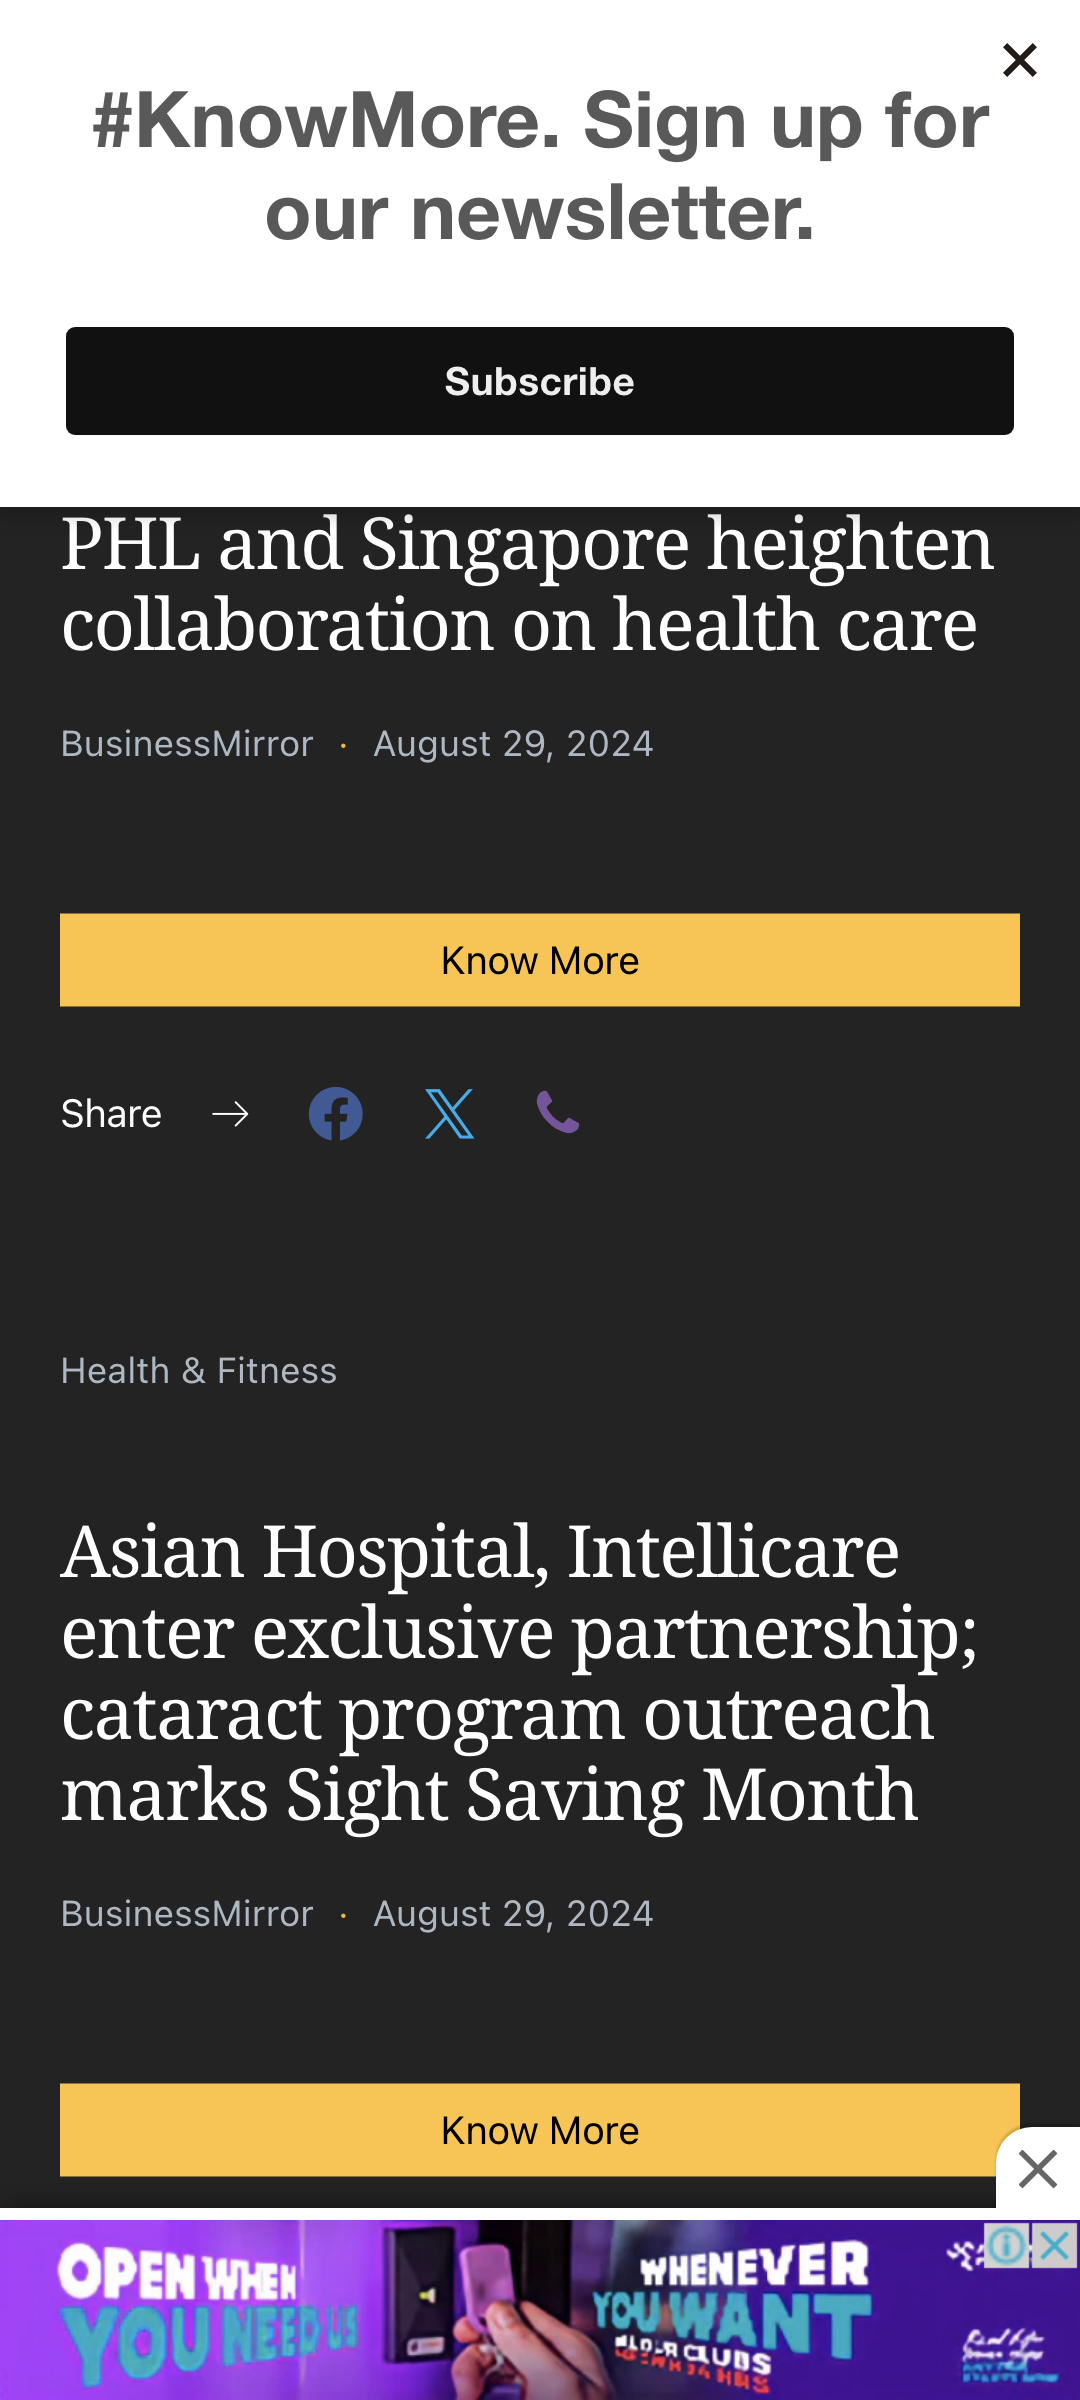 #KnowMore. Sign up for
our newsletter.
Subscribe
PHL and Singapore heighten
collaboration on health care
BusinessMirror · August 29, 2024
Know More
Share →
Health & Fitness
Asian Hospital, Intellicare
enter exclusive partnership;
cataract program outreach
marks Sight Saving Month
BusinessMirror · August 29, 2024
Know More
OPEN WHEN
YOU NEED US
WHENEVER
YOU WANT
CLUBS